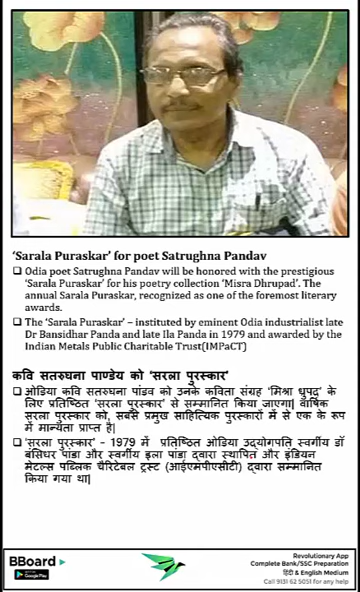 'Sarala Puraskar' for poet Satrughna Pandav
❑ Odia poet Satrughna Pandav will be honored with the prestigious
'Sarala Puraskar' for his poetry collection 'Misra Dhrupad'. The
annual Sarala Puraskar, recognized as one of the foremost literary
awards.
❑ The 'Sarala Puraskar' – instituted by eminent Odia industrialist late
Dr Bansidhar Panda and late Ila Panda in 1979 and awarded by the
Indian Metals Public Charitable Trust(IMPaCT)
कवि सतरुघना पाण्डेय को 'सरला पुरस्कार'
❑ ओडिया कवि सतरुघना पांडव को उनके कविता संग्रह 'मिश्रा ध्रुपद' के
लिए प्रतिष्ठित 'सरला पुरस्कार' से सम्मानित किया जाएगा| वार्षिक
सरला पुरस्कार को, सबसे प्रमुख साहित्यिक पुरस्कारों में से एक के रूप
में मान्यता प्राप्त है|
❑ 'सरला पुरस्कार' - 1979 में प्रतिष्ठित ओडिया उद्योगपति स्वर्गीय डॉ
बंसिधर पांडा और स्वर्गीय इला पांडा द्वारा स्थापित और इंडियन
मेटल्स पब्लिक चैरिटेबल ट्रस्ट (आईएमपीएसीटी) द्वारा सम्मानित
किया गया था|
BBoard
Google Play
Revolutionary App
Complete Bank/SSC Preparation
हिंदी & English Medium
Call 9131 62 5051 for any help